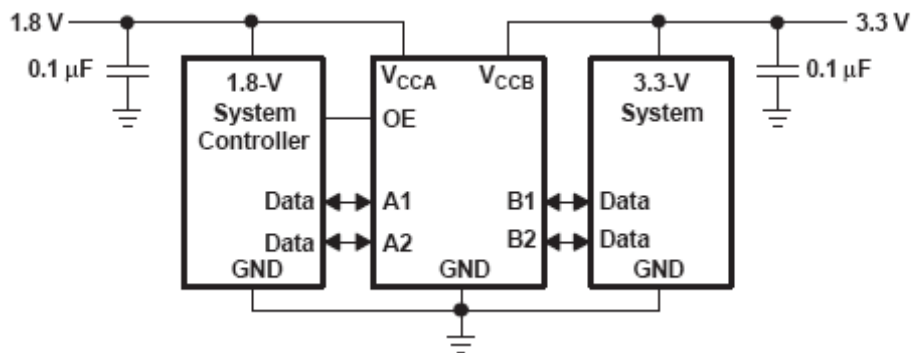 1.8 V
3.3 V
0.1 μF
0.1 μF
1.8-V
System
Controller
Data
Data
GND
VCCA
VCCB
OE
A1
A2
B1
B2
GND
3.3-V
System
Data
Data
GND